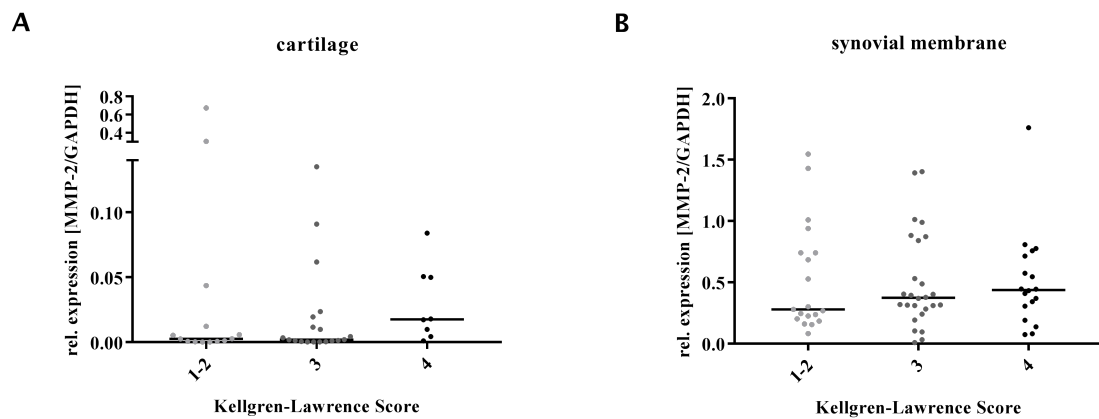 A
cartilage
rel. expression [MMP-2/GAPDH]
0.8
0.6
0.4
0.10
0.05
0.00
1-2
3
4
Kellgren-Lawrence Score
B
synovial membrane
rel. expression [MMP-2/GAPDH]
2.0
1.5
1.0
0.5
0.0
1-2
3
4
Kellgren-Lawrence Score